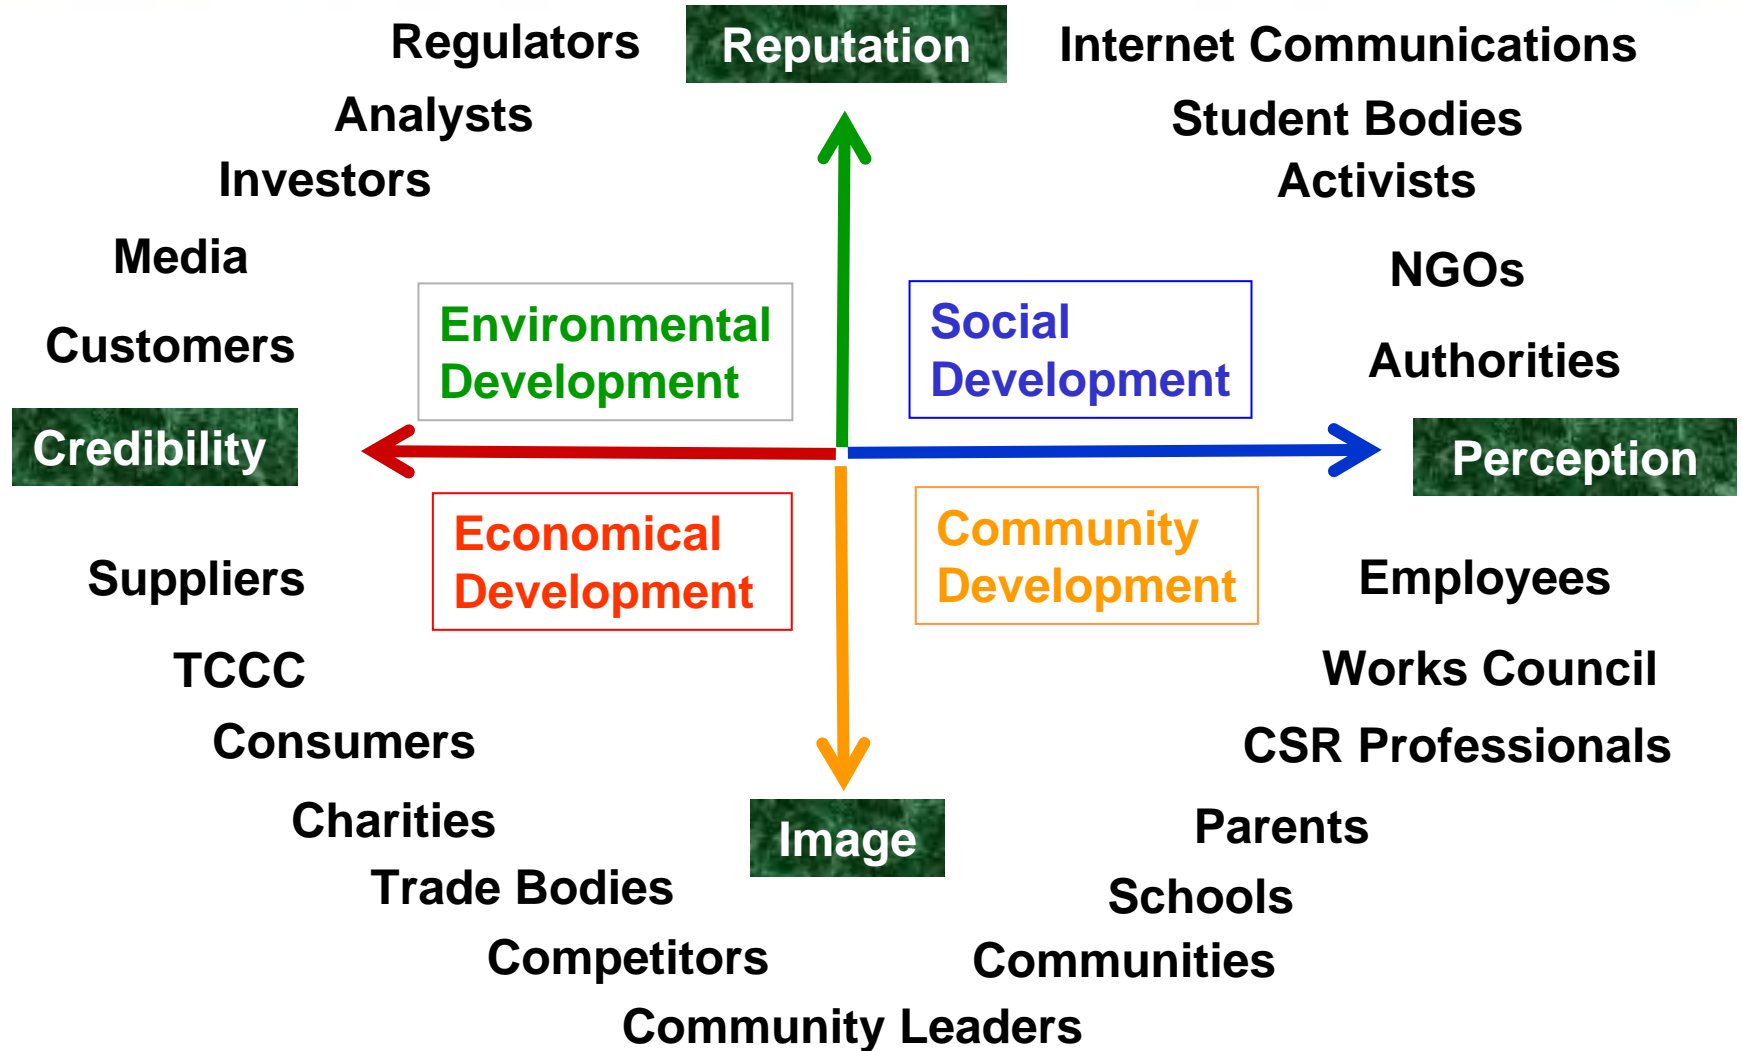 Regulators
Reputation
Internet Communications
Analysts
Student Bodies
Investors
Activists
Media
NGOs
Customers
Environmental
Development
Social
Development
Authorities
Credibility
Perception
Economical
Development
Community
Development
Suppliers
Employees
TCCC
Works Council
Consumers
CSR Professionals
Charities
Image
Parents
Trade Bodies
Schools
Competitors
Communities
Community Leaders